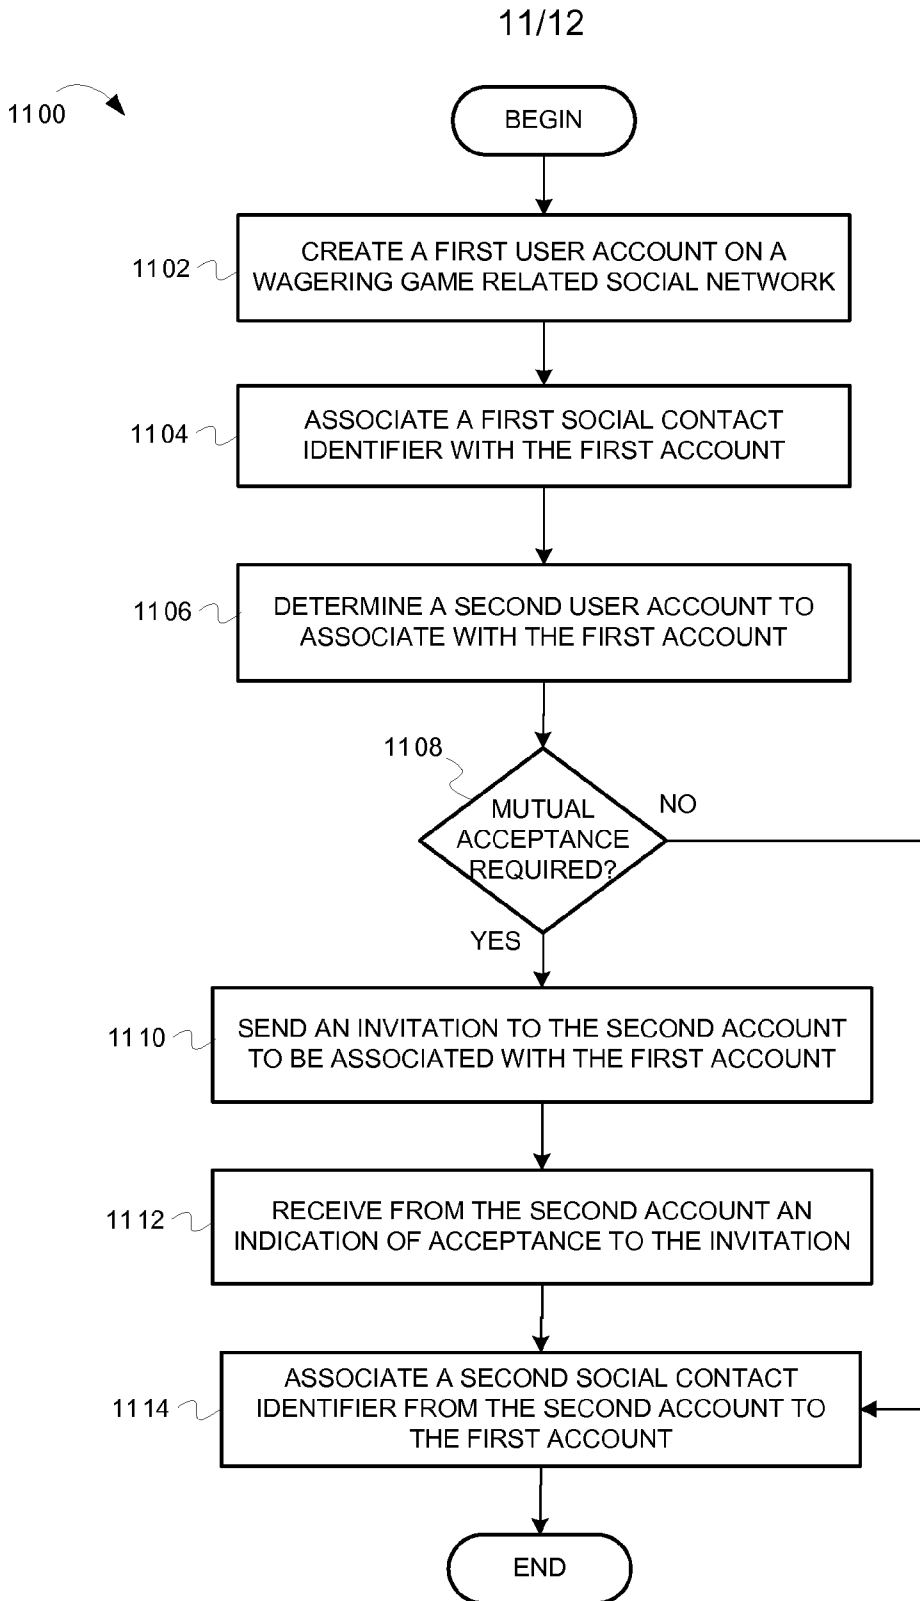 11/12
1100
BEGIN
1102
CREATE A FIRST USER ACCOUNT ON A
WAGERING GAME RELATED SOCIAL NETWORK
1104
ASSOCIATE A FIRST SOCIAL CONTACT
IDENTIFIER WITH THE FIRST ACCOUNT
1106
DETERMINE A SECOND USER ACCOUNT TO
ASSOCIATE WITH THE FIRST ACCOUNT
1108
MUTUAL
ACCEPTANCE
REQUIRED?
NO
YES
1110
SEND AN INVITATION TO THE SECOND ACCOUNT
TO BE ASSOCIATED WITH THE FIRST ACCOUNT
1112
RECEIVE FROM THE SECOND ACCOUNT AN
INDICATION OF ACCEPTANCE TO THE INVITATION
1114
ASSOCIATE A SECOND SOCIAL CONTACT
IDENTIFIER FROM THE SECOND ACCOUNT TO
THE FIRST ACCOUNT
END